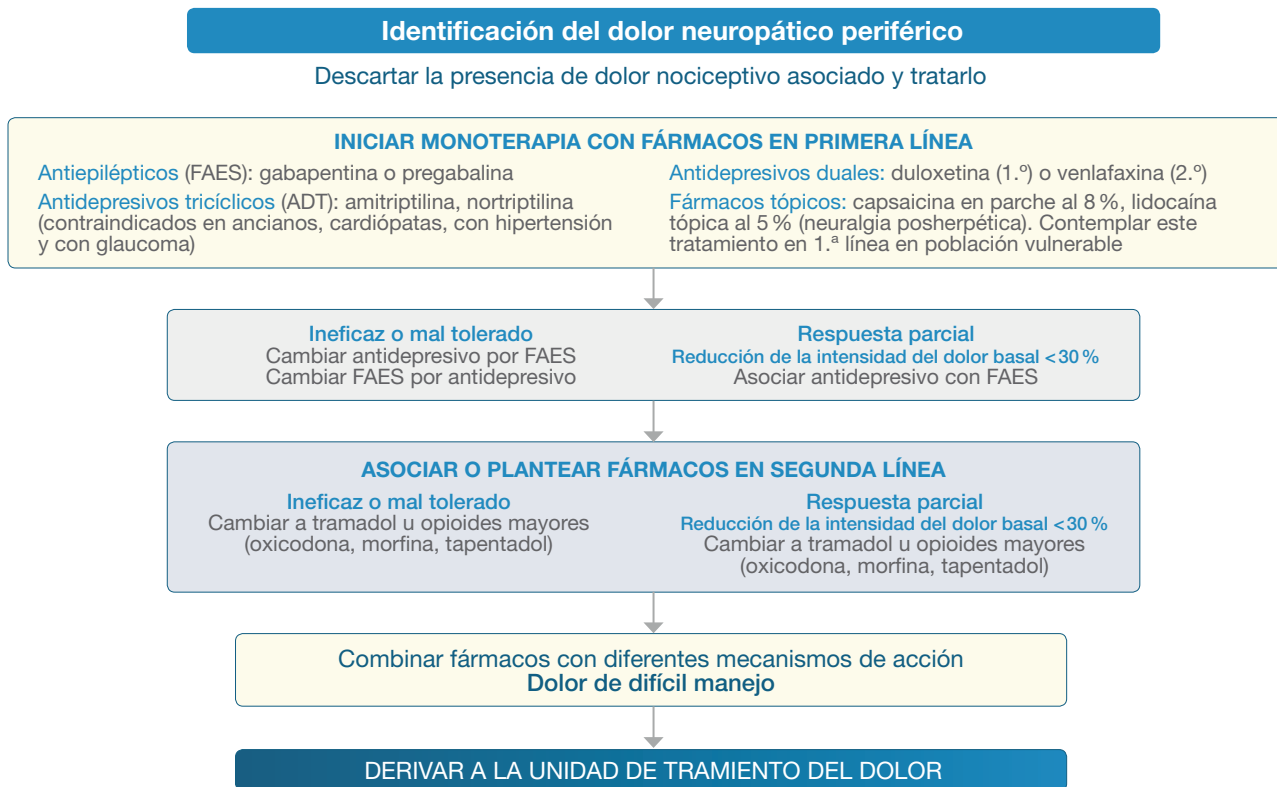 Identificación del dolor neuropático periférico
Descartar la presencia de dolor nociceptivo asociado y tratarlo
INICIAR MONOTERAPIA CON FÁRMACOS EN PRIMERA LÍNEA
Antiepilépticos (FAES): gabapentina o pregabalina
Antidepresivos tricíclicos (ADT): amitriptilina, nortriptilina
(contraindicados en ancianos, cardiópatas, con hipertensión
y con glaucoma)
Antidepresivos duales: duloxetina (1.º) o venlafaxina (2.º)
Fármacos tópicos: capsaicina en parche al 8 %, lidocaína
tópica al 5 % (neuralgia posherpética). Contemplar este
tratamiento en 1.ª línea en población vulnerable
Ineficaz o mal tolerado
Cambiar antidepresivo por FAES
Cambiar FAES por antidepresivo
Respuesta parcial
Reducción de la intensidad del dolor basal <30 %
Asociar antidepresivo con FAES
ASOCIAR O PLANTEAR FÁRMACOS EN SEGUNDA LÍNEA
Ineficaz o mal tolerado
Cambiar a tramadol u opioides mayores
(oxicodona, morfina, tapentadol)
Respuesta parcial
Reducción de la intensidad del dolor basal <30 %
Cambiar a tramadol u opioides mayores
(oxicodona, morfina, tapentadol)
Combinar fármacos con diferentes mecanismos de acción
Dolor de difícil manejo
DERIVAR A LA UNIDAD DE TRAMIENTO DEL DOLOR